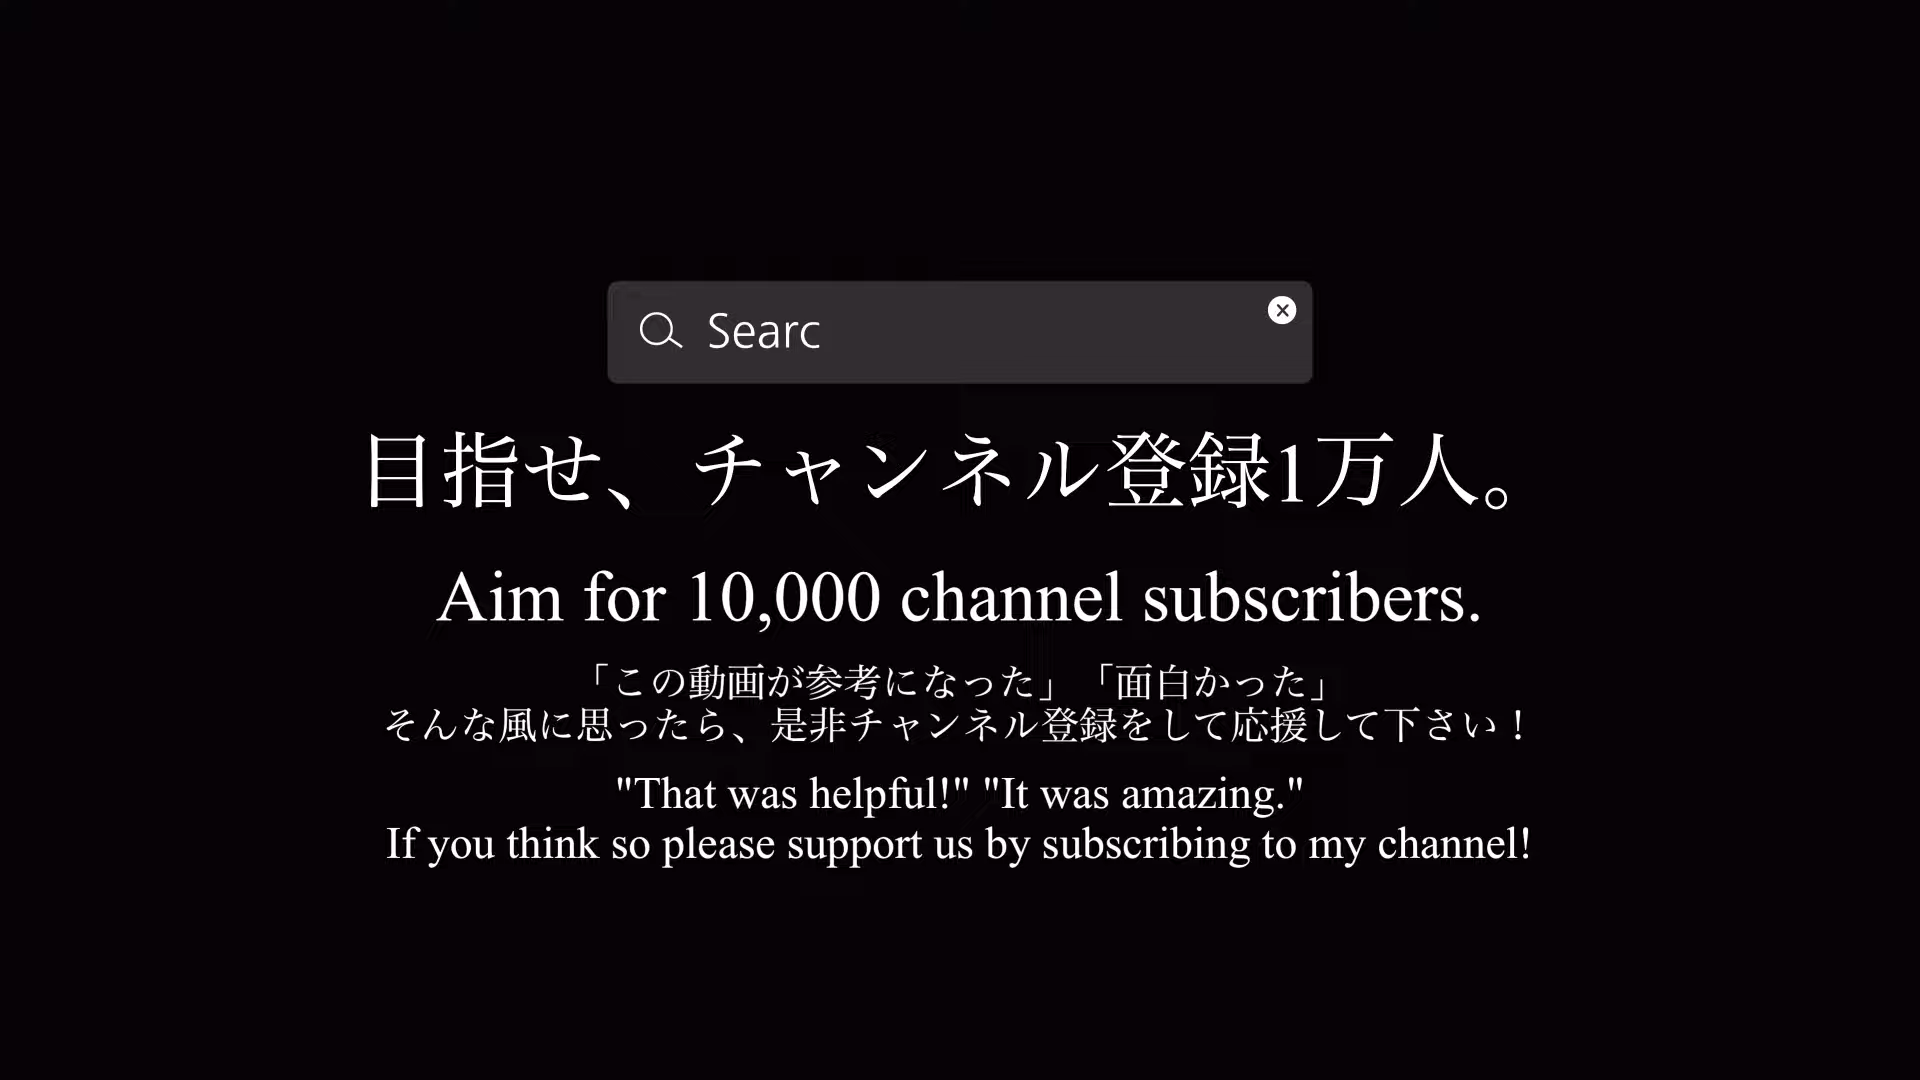 Searc
目指せ、チャンネル登録1万人。
Aim for 10,000 channel subscribers.
「この動画が参考になった」「面白かった」
そんな風に思ったら、是非チャンネル登録をして応援して下さい！
"That was helpful!" "It was amazing."
If you think so please support us by subscribing to my channel!